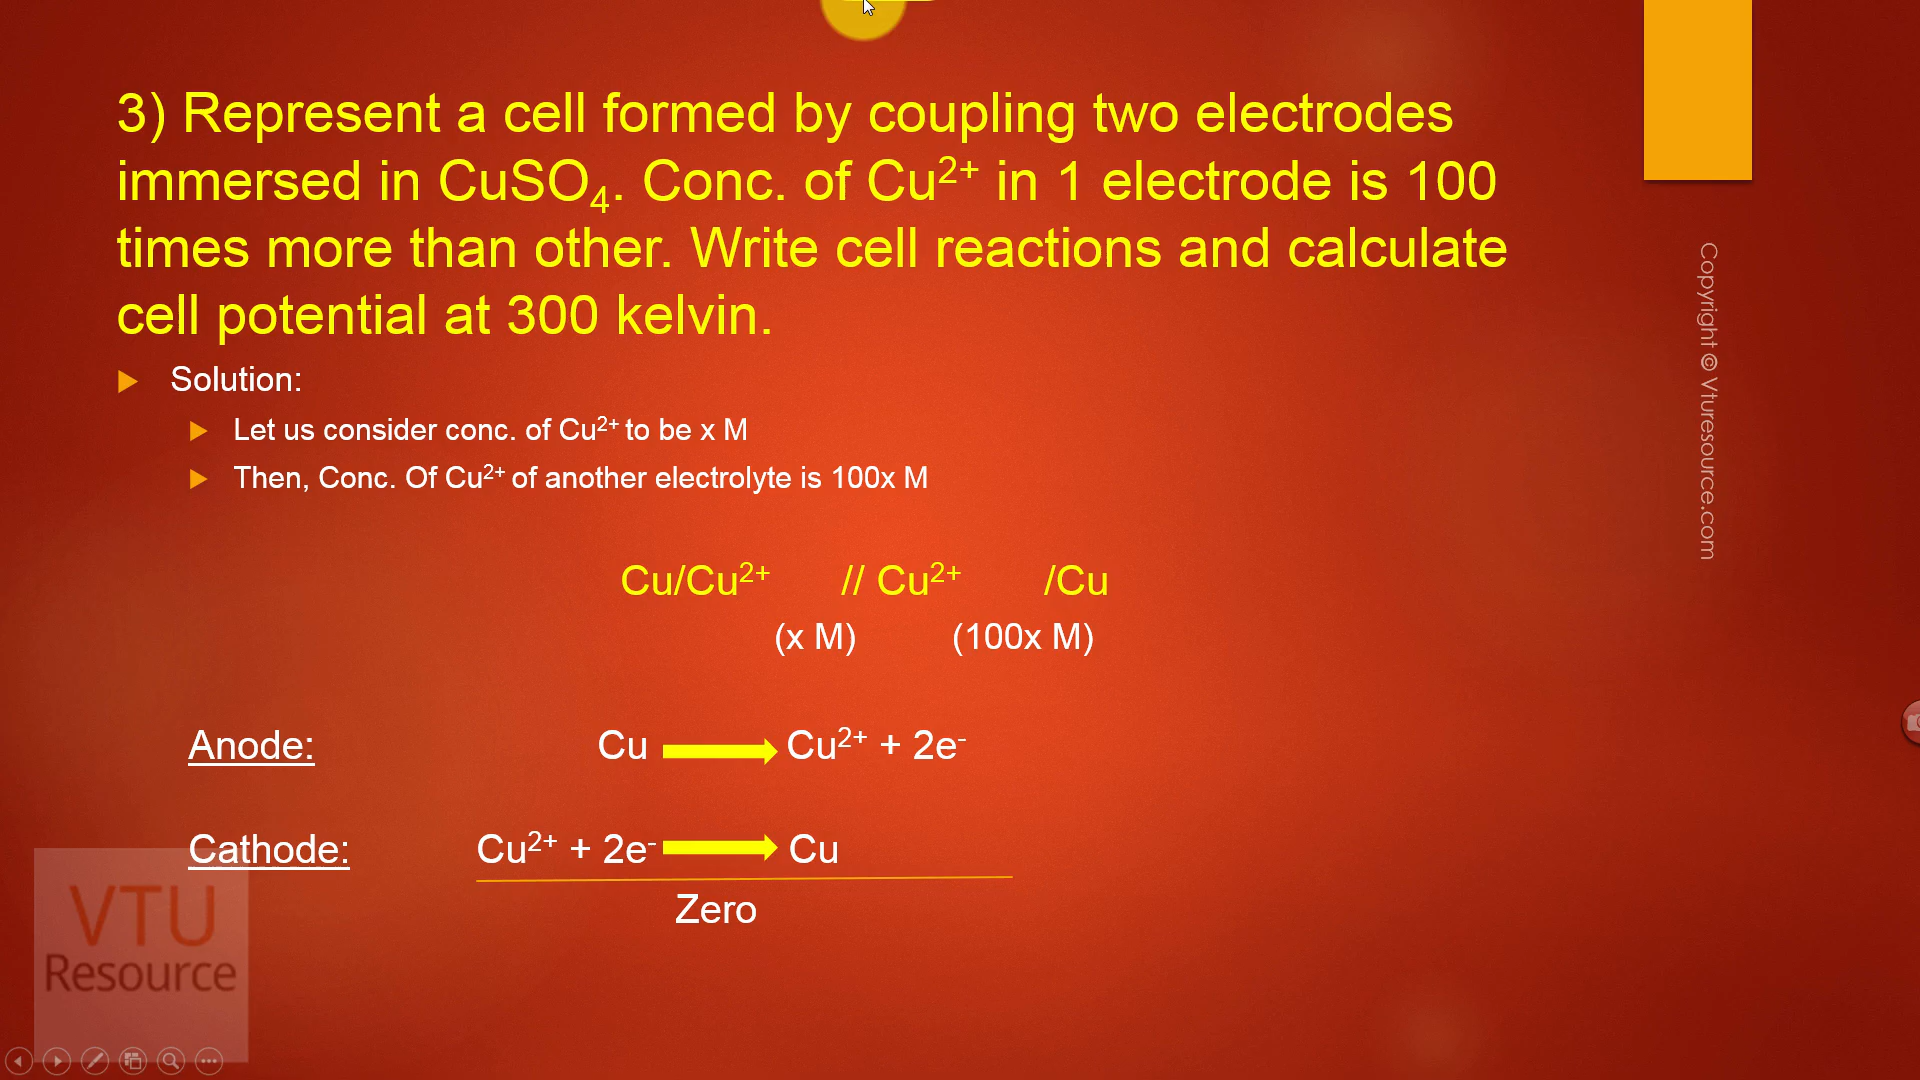 3) Represent a cell formed by coupling two electrodes
immersed in CuSO₄. Conc. of Cu²⁺ in 1 electrode is 100
times more than other. Write cell reactions and calculate
cell potential at 300 kelvin.
Solution:
Let us consider conc. of Cu²⁺ to be x M
Then, Conc. Of Cu²⁺ of another electrolyte is 100x M
Cu/Cu²⁺ // Cu²⁺ /Cu
(x M) (100x M)
Anode: Cu Cu²⁺ + 2e⁻
Cathode: Cu²⁺ + 2e⁻ Cu
Zero
VTU
Resource
Copyright © Vturesource.com